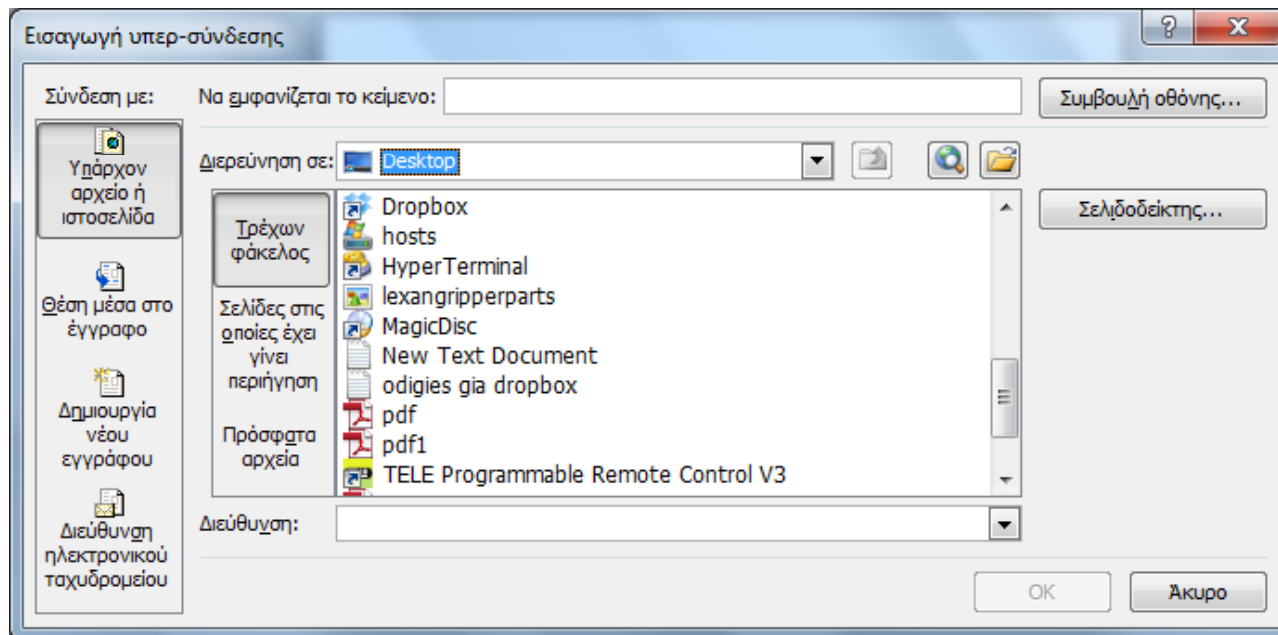 Εισαγωγή υπερ-σύνδεσης
Σύνδεση με:
Να εμφανίζεται το κείμενο:
Συμβουλή οθόνης...
Υπάρχον
αρχείο ή
ιστοσελίδα
Θέση μέσα στο
έγγραφο
Δημιουργία
νέου
εγγράφου
Διεύθυνση
ηλεκτρονικού
ταχυδρομείου
Διερεύνηση σε:
Desktop
Τρέχων
φάκελος
Σελίδες στις
οποίες έχει
γίνει
περιήγηση
Πρόσφατα
αρχεία
Dropbox
hosts
HyperTerminal
lexangripperparts
MagicDisc
New Text Document
odigies gia dropbox
pdf
pdf1
TELE Programmable Remote Control V3
Σελιδοδείκτης...
Διεύθυνση:
OK
Άκυρο